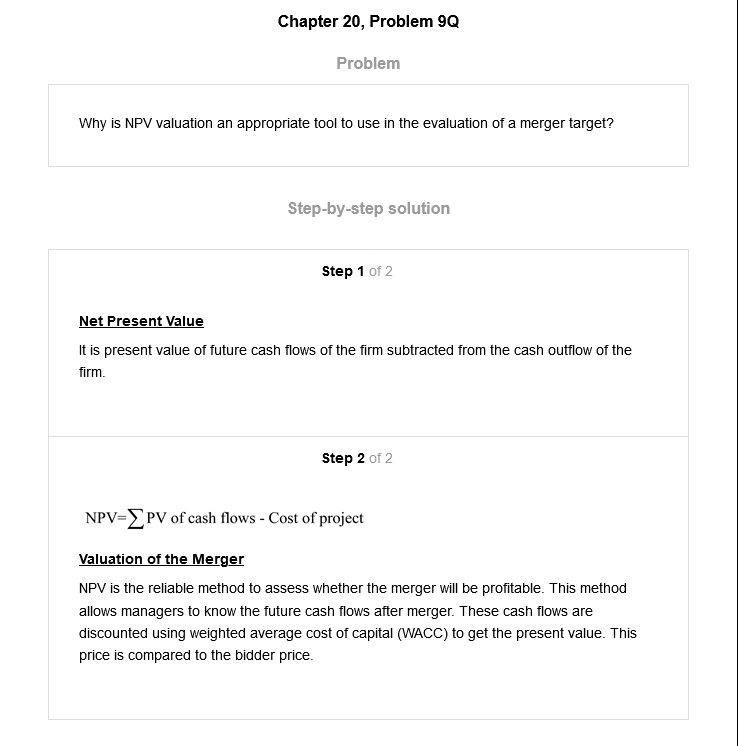 Chapter 20, Problem 9Q
Problem
Why is NPV valuation an appropriate tool to use in the evaluation of a merger target?
Step-by-step solution
Step 1 of 2
Net Present Value
It is present value of future cash flows of the firm subtracted from the cash outflow of the
firm.
Step 2 of 2
NPV=∑PV of cash flows - Cost of project
Valuation of the Merger
NPV is the reliable method to assess whether the merger will be profitable. This method
allows managers to know the future cash flows after merger. These cash flows are
discounted using weighted average cost of capital (WACC) to get the present value. This
price is compared to the bidder price.